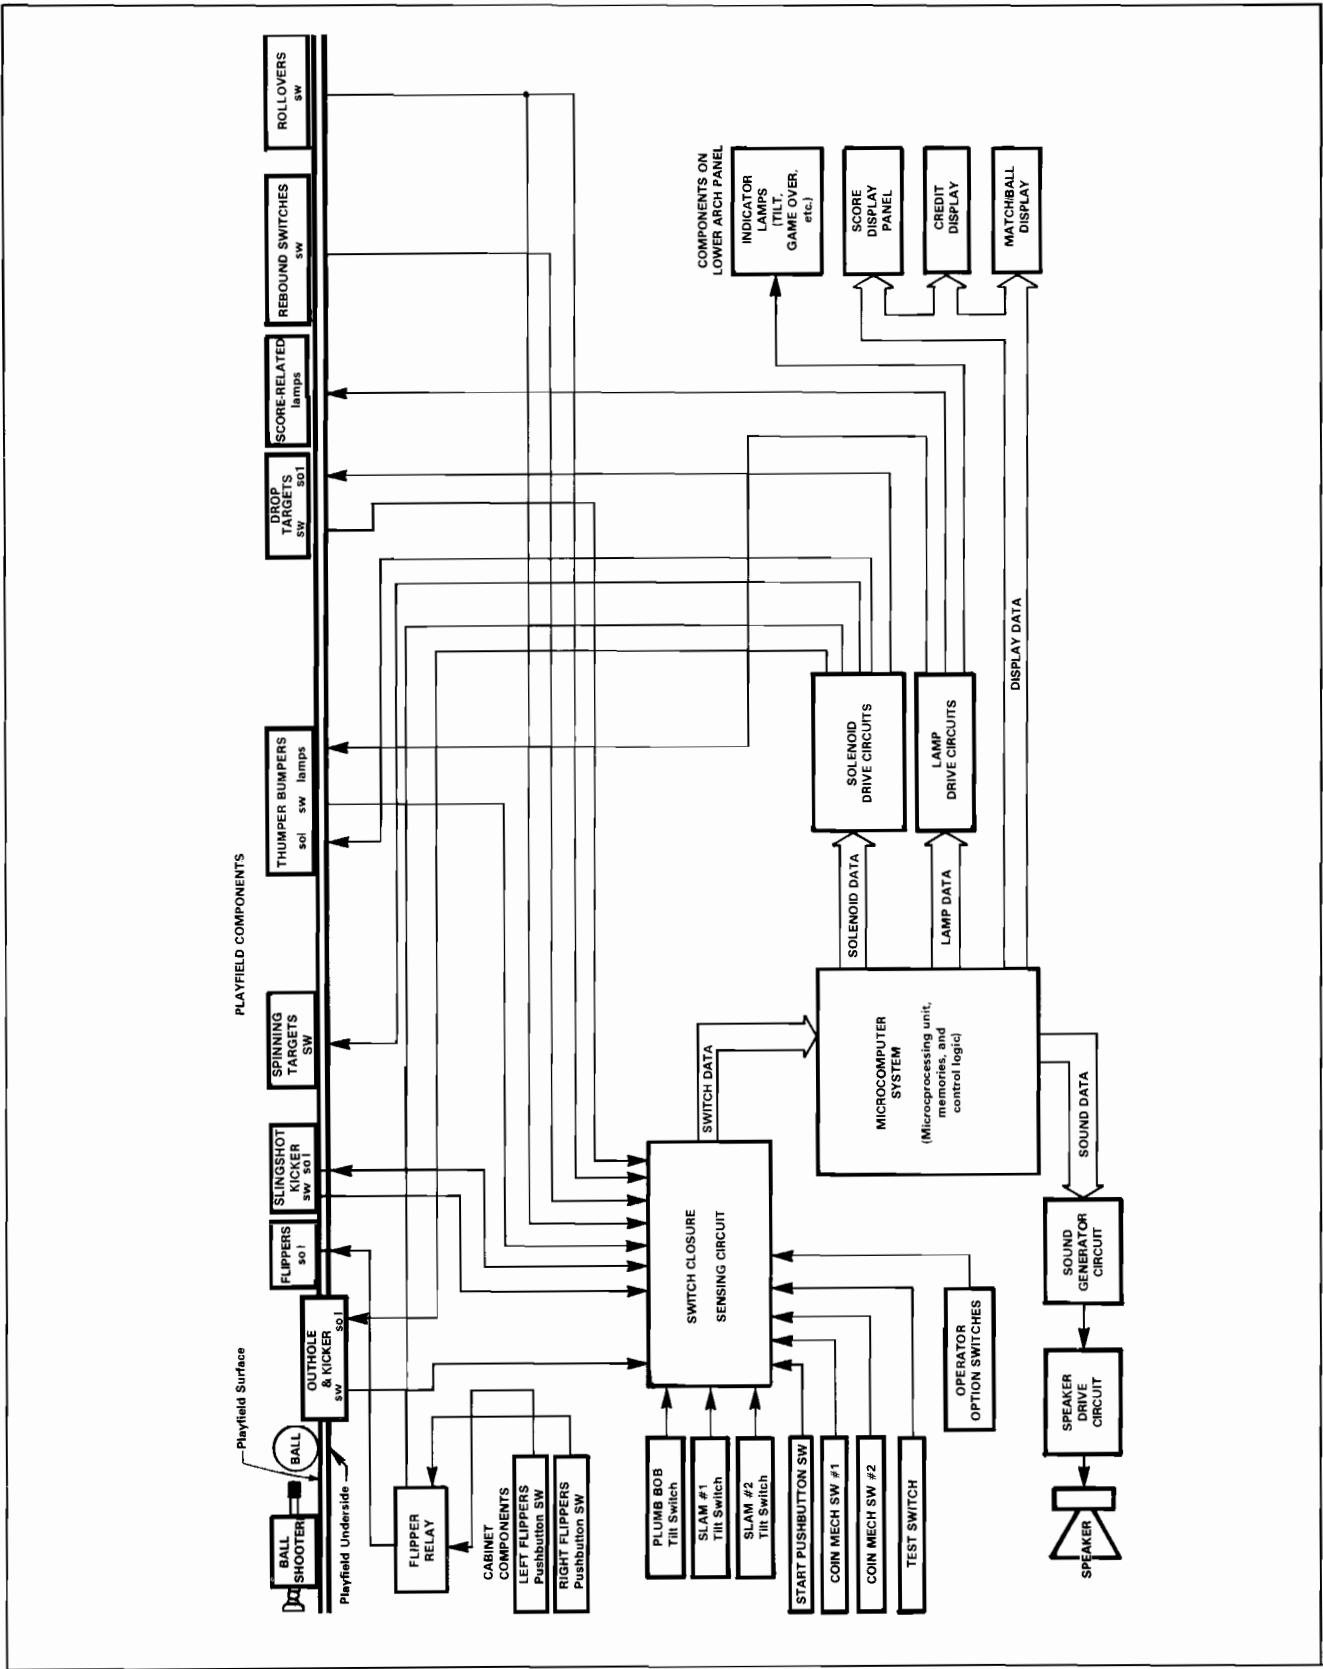 PLAYFIELD COMPONENTS
Playfield Surface
Playfield Underside
BALL
SHOOTER
BALL
OUTHOLE
& KICKER
sw sol
FLIPPERS
sol
SLINGSHOT
KICKER
sw sol
SPINNING
TARGETS
SW
THUMPER BUMPERS
sol sw lamps
DROP
TARGETS
sw sol
SCORE-RELATED
lamps
REBOUND SWITCHES
sw
ROLLOVERS
sw
FLIPPER
RELAY
CABINET
COMPONENTS
LEFT FLIPPERS
Pushbutton SW
RIGHT FLIPPERS
Pushbutton SW
PLUMB BOB
Tilt Switch
SLAM #1
Tilt Switch
SLAM #2
Tilt Switch
START PUSHBUTTON SW
COIN MECH SW #1
COIN MECH SW #2
TEST SWITCH
OPERATOR
OPTION SWITCHES
SWITCH CLOSURE
SENSING CIRCUIT
SWITCH DATA
MICROCOMPUTER
SYSTEM
(Microcprocessing unit,
memories, and
control logic)
SOLENOID DATA
LAMP DATA
DISPLAY DATA
SOUND DATA
SOLENOID
DRIVE CIRCUITS
LAMP
DRIVE CIRCUITS
COMPONENTS ON
LOWER ARCH PANEL
INDICATOR
LAMPS
(TILT,
GAME OVER,
etc.)
SCORE
DISPLAY
PANEL
CREDIT
DISPLAY
MATCH/BALL
DISPLAY
SOUND
GENERATOR
CIRCUIT
SPEAKER
DRIVE
CIRCUIT
SPEAKER